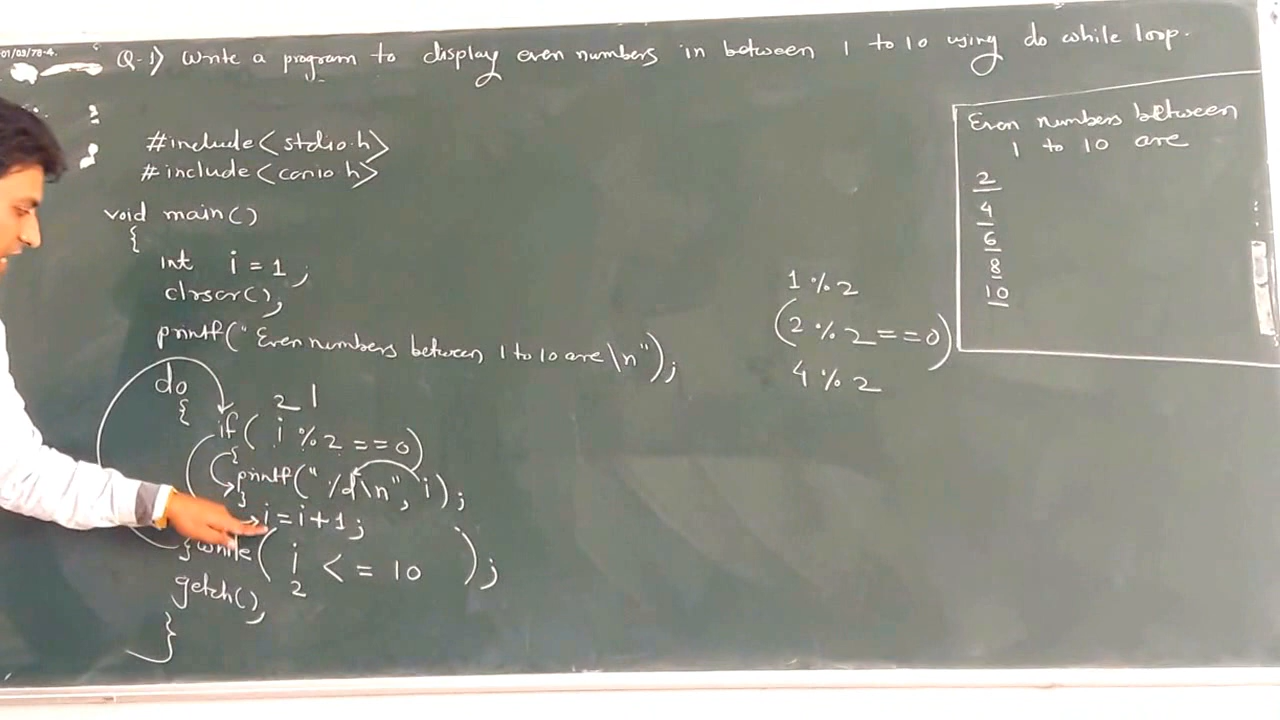 01/03/78-4.
Q.1) Write a program to display even numbers in between 1 to 10 using do while loop.
#include<stdio.h>
#include<conio.h>
void main()
{
int i=1;
clrscr();
printf("Even numbers between 1 to 10 are\n");
do
{
2 1
if( i %2 ==0)
{
printf("%d\n", i);
}
i=i+1;
} while( i <= 10 );
2
getch();
}
1%2
(2%2==0)
4%2
Even numbers between
1 to 10 are
2
4
6
8
10